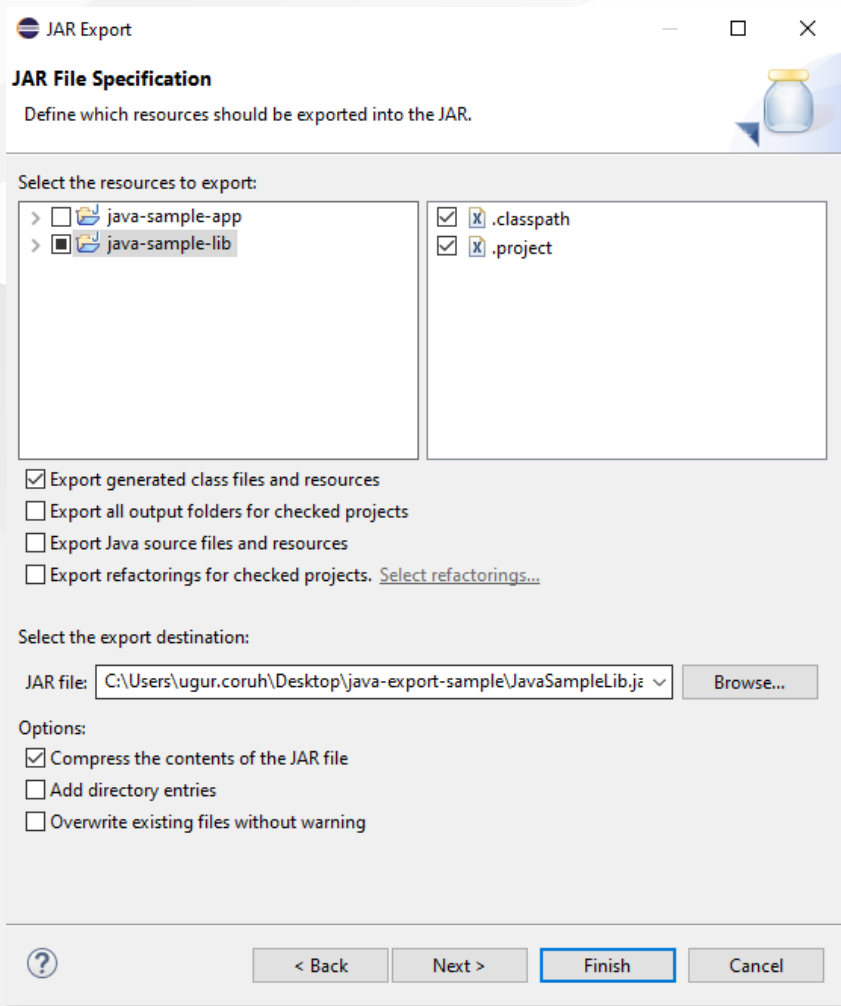 JAR Export
JAR File Specification
Define which resources should be exported into the JAR.
Select the resources to export:
java-sample-app
java-sample-lib
.classpath
.project
Export generated class files and resources
Export all output folders for checked projects
Export Java source files and resources
Export refactorings for checked projects. Select refactorings...
Select the export destination:
JAR file: C:\Users\ugur.coruh\Desktop\java-export-sample\JavaSampleLib.ja Browse...
Options:
Compress the contents of the JAR file
Add directory entries
Overwrite existing files without warning
? < Back Next > Finish Cancel